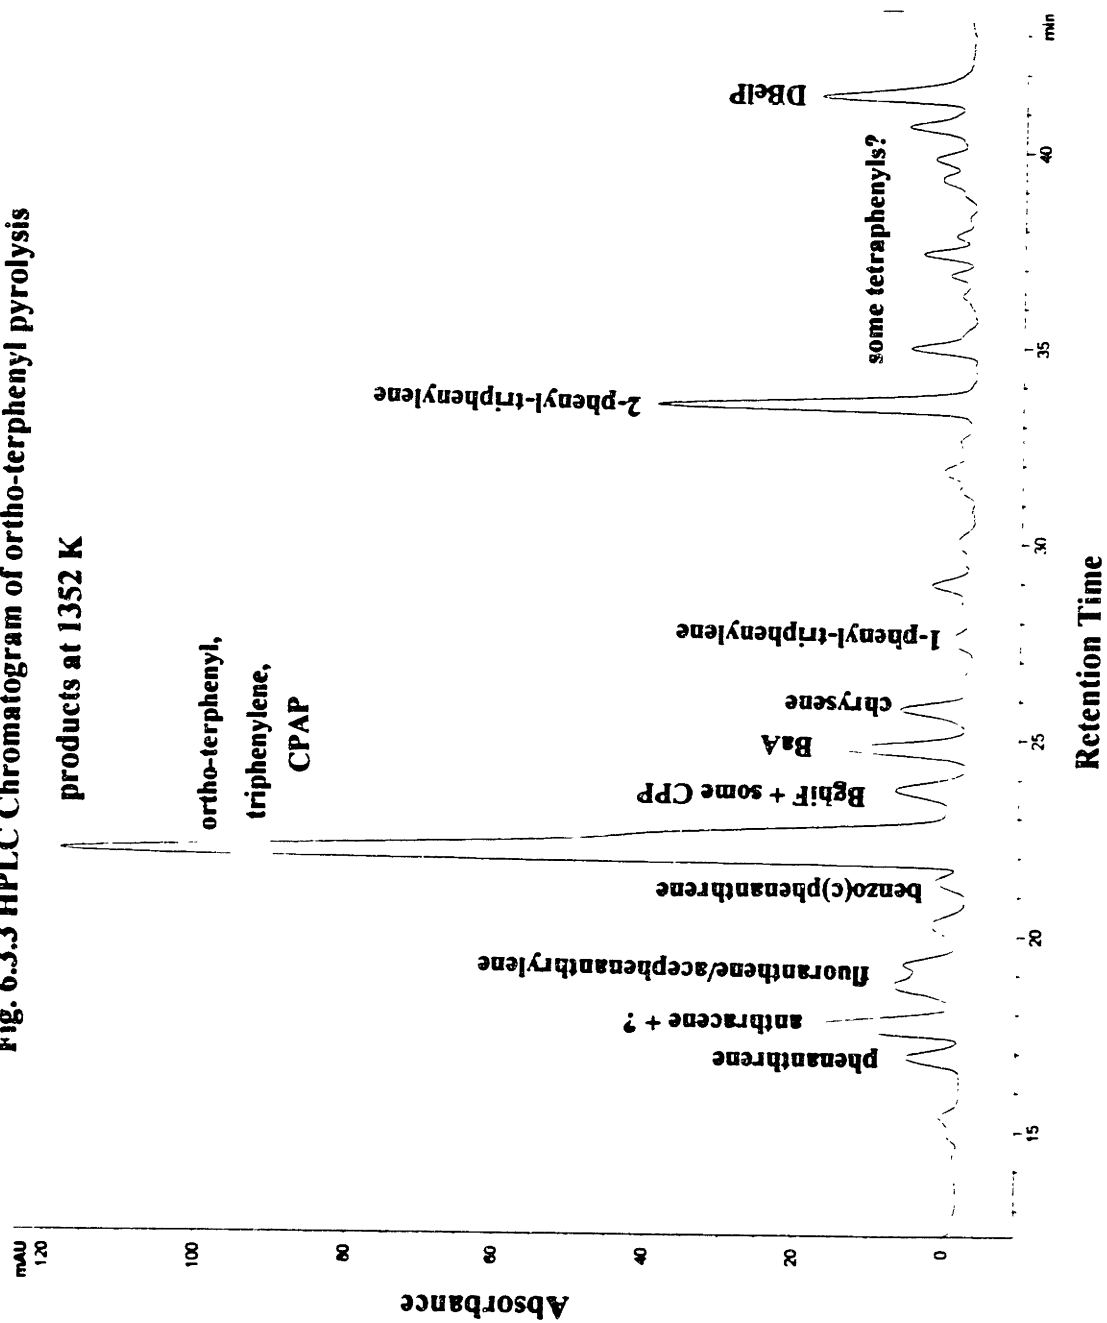 Fig. 6.3.3 HPLC Chromatogram of ortho-terphenyl pyrolysis
products at 1352 K
mAU
120
100
80
60
40
20
0
Absorbance
phenanthrene
anthracene + ?
fluoranthene/acephenanthrylene
benzo(c)phenanthrene
ortho-terphenyl,
triphenylene,
CPAP
BghiF + some CPP
BaA
chrysene
1-phenyl-triphenylene
2-phenyl-triphenylene
some tetraphenyls?
DBelP
15
20
25
30
35
40
min
Retention Time